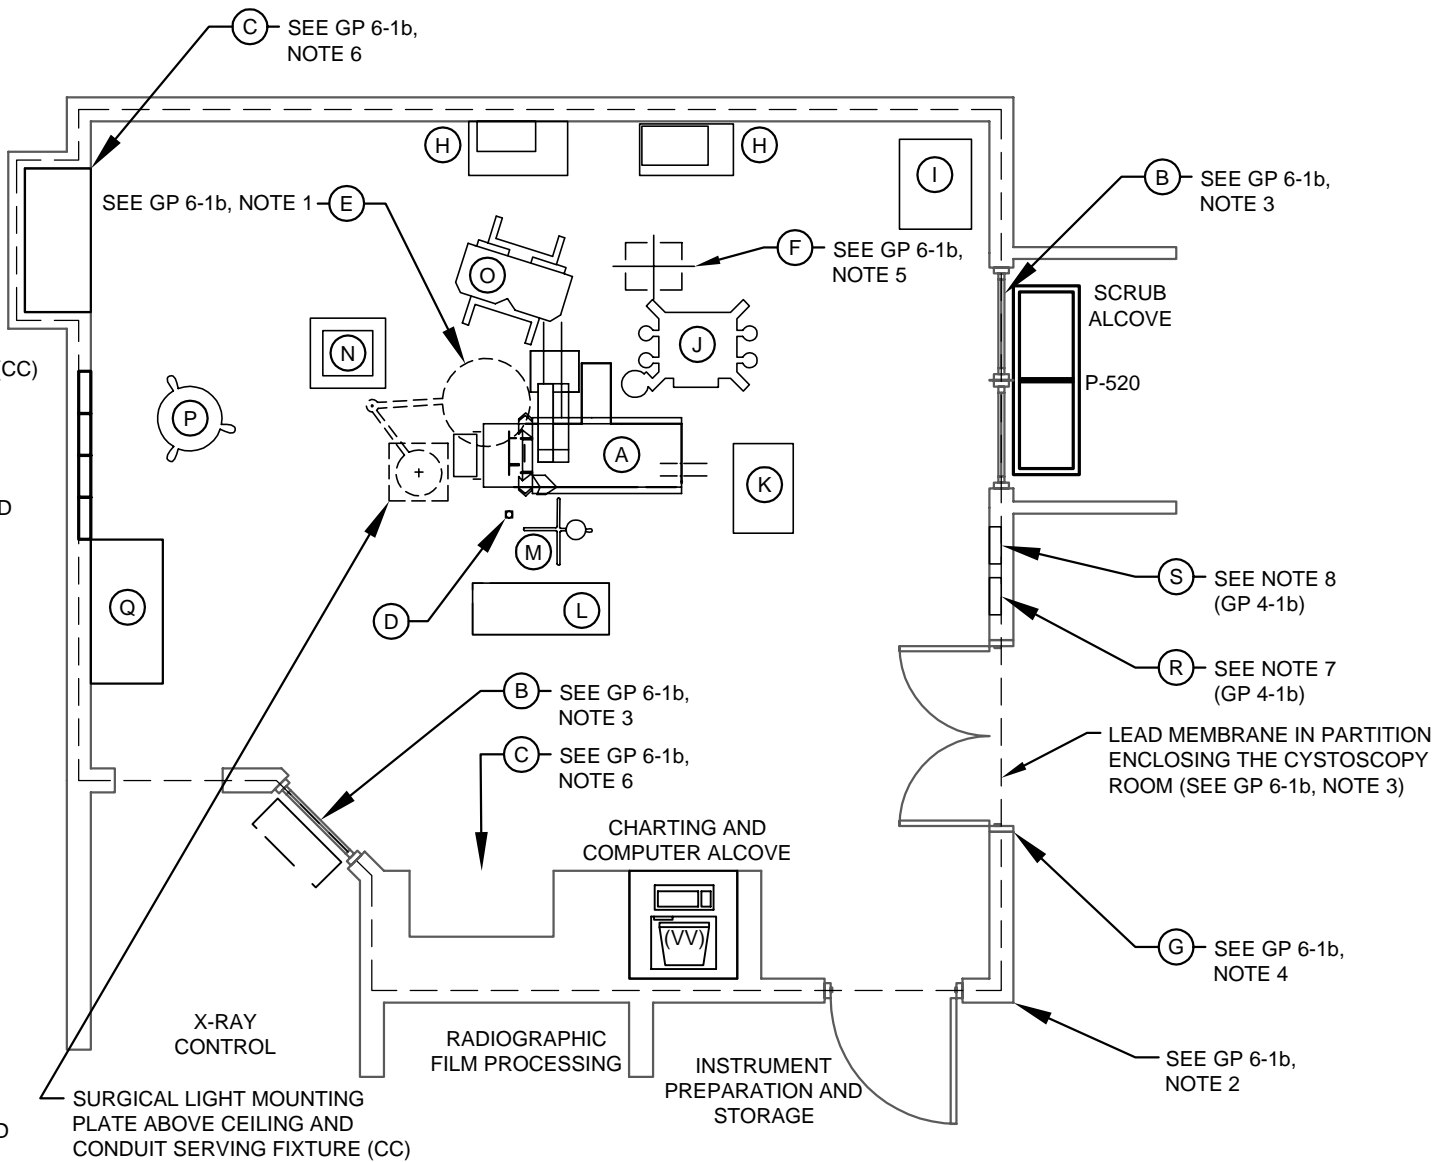 C SEE GP 6-1b,
NOTE 6
H
H
I
B SEE GP 6-1b,
NOTE 3
SEE GP 6-1b, NOTE 1 E
F SEE GP 6-1b,
NOTE 5
O
SCRUB
ALCOVE
N
J
CC)
P-520
P
A
K
D
M
S SEE NOTE 8
(GP 4-1b)
Q
L
D
R SEE NOTE 7
(GP 4-1b)
B SEE GP 6-1b,
NOTE 3
LEAD MEMBRANE IN PARTITION
ENCLOSING THE CYSTOSCOPY
ROOM (SEE GP 6-1b, NOTE 3)
C SEE GP 6-1b,
NOTE 6
CHARTING AND
COMPUTER ALCOVE
(VV)
G SEE GP 6-1b,
NOTE 4
X-RAY
CONTROL
RADIOGRAPHIC
FILM PROCESSING
INSTRUMENT
PREPARATION AND
STORAGE
SEE GP 6-1b,
NOTE 2
SURGICAL LIGHT MOUNTING
PLATE ABOVE CEILING AND
CONDUIT SERVING FIXTURE (CC)